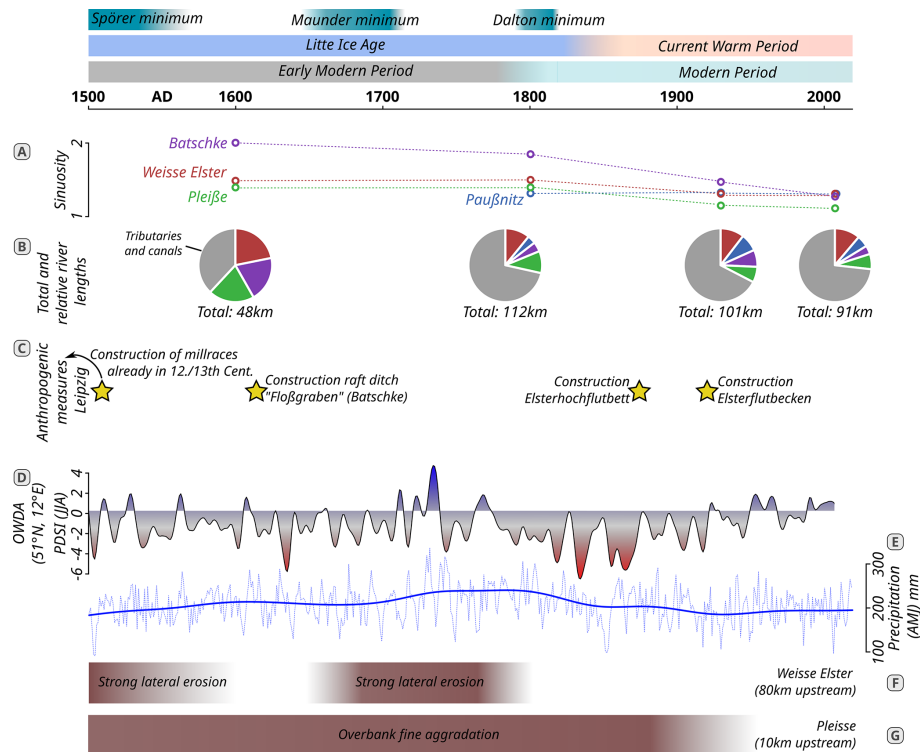 Spörer minimum
Maunder minimum
Dalton minimum
Litte Ice Age
Current Warm Period
Early Modern Period
Modern Period
1500 AD 1600 1700 1800 1900 2000
A
Sinuosity
2
1
Batschke
Weisse Elster
Pleiße
Paußnitz
B
Total and
relative river
lengths
Tributaries
and canals
Total: 48km
Total: 112km
Total: 101km
Total: 91km
C
Anthropogenic
measures
Leipzig
Construction of millraces
already in 12./13th Cent.
Construction raft ditch
"Floßgraben" (Batschke)
Construction
Elsterhochflutbett
Construction
Elsterflutbecken
D
OWDA
(51°N, 12°E)
PDSI (JJA)
4
2
0
-2
-4
-6
E
300
200
100
Precipitation
(AMJJ) mm
Strong lateral erosion
Strong lateral erosion
Weisse Elster
(80km upstream)
F
Overbank fine aggradation
Pleisse
(10km upstream)
G